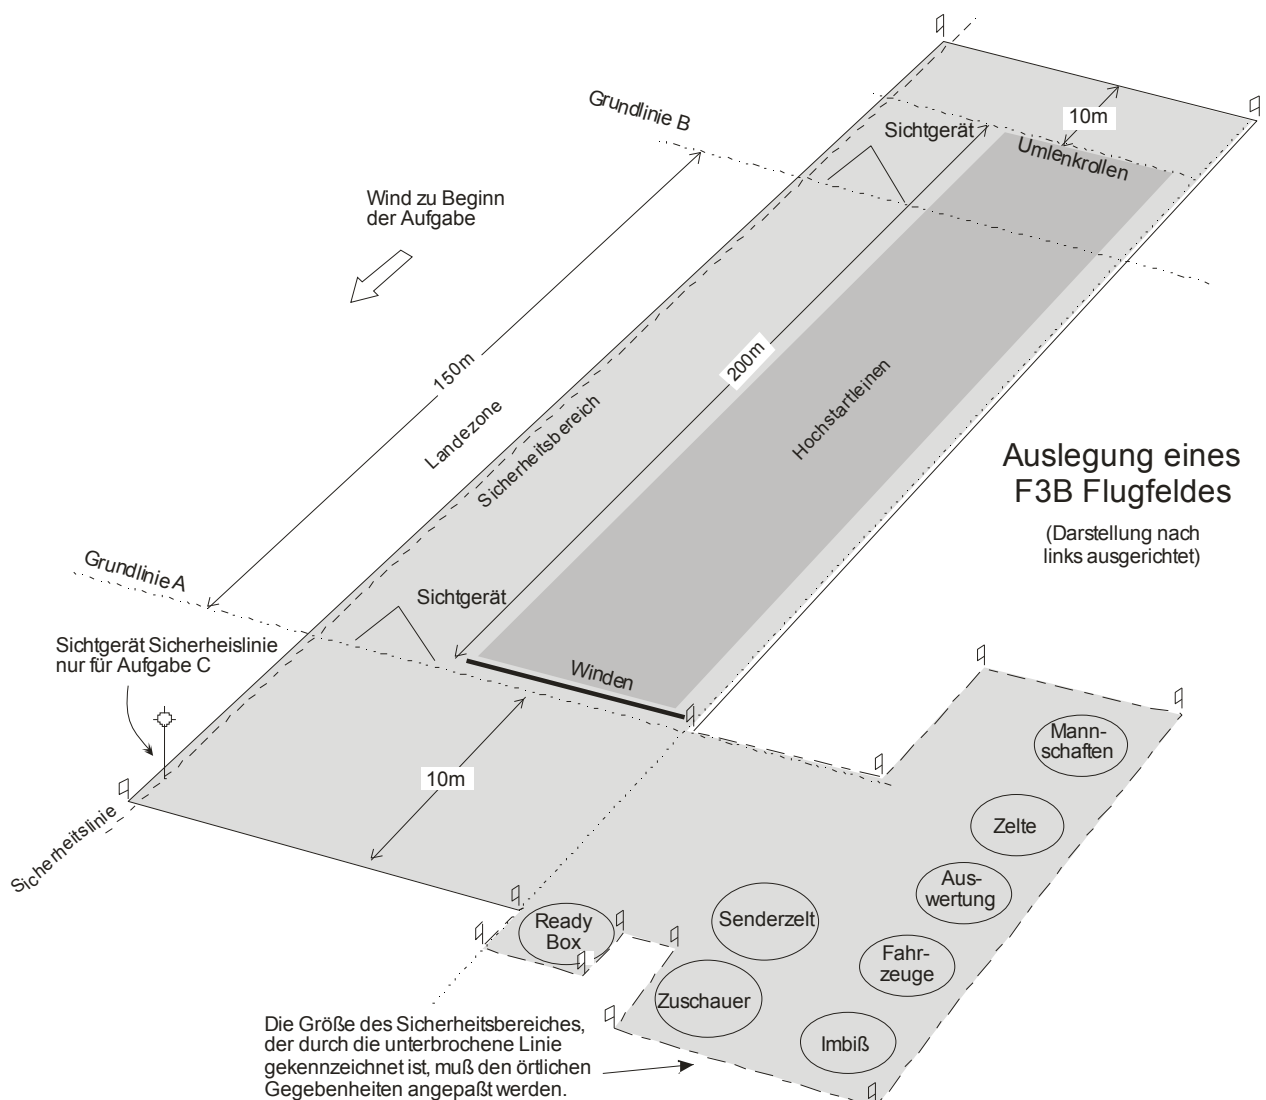 Grundlinie B
Sichtgerät
10m
Umlenkrollen
Wind zu Beginn
der Aufgabe
150m
200m
Landezone
Sicherheitsbereich
Hochstartleinen
Auslegung eines
F3B Flugfeldes
(Darstellung nach
links ausgerichtet)
Grundlinie A
Sichtgerät
Sichtgerät Sicherheislinie
nur für Aufgabe C
Winden
10m
Sicherheitslinie
Mann-
schaften
Zelte
Aus-
wertung
Ready
Box
Senderzelt
Fahr-
zeuge
Zuschauer
Imbiß
Die Größe des Sicherheitsbereiches,
der durch die unterbrochene Linie
gekennzeichnet ist, muß den örtlichen
Gegebenheiten angepaßt werden.